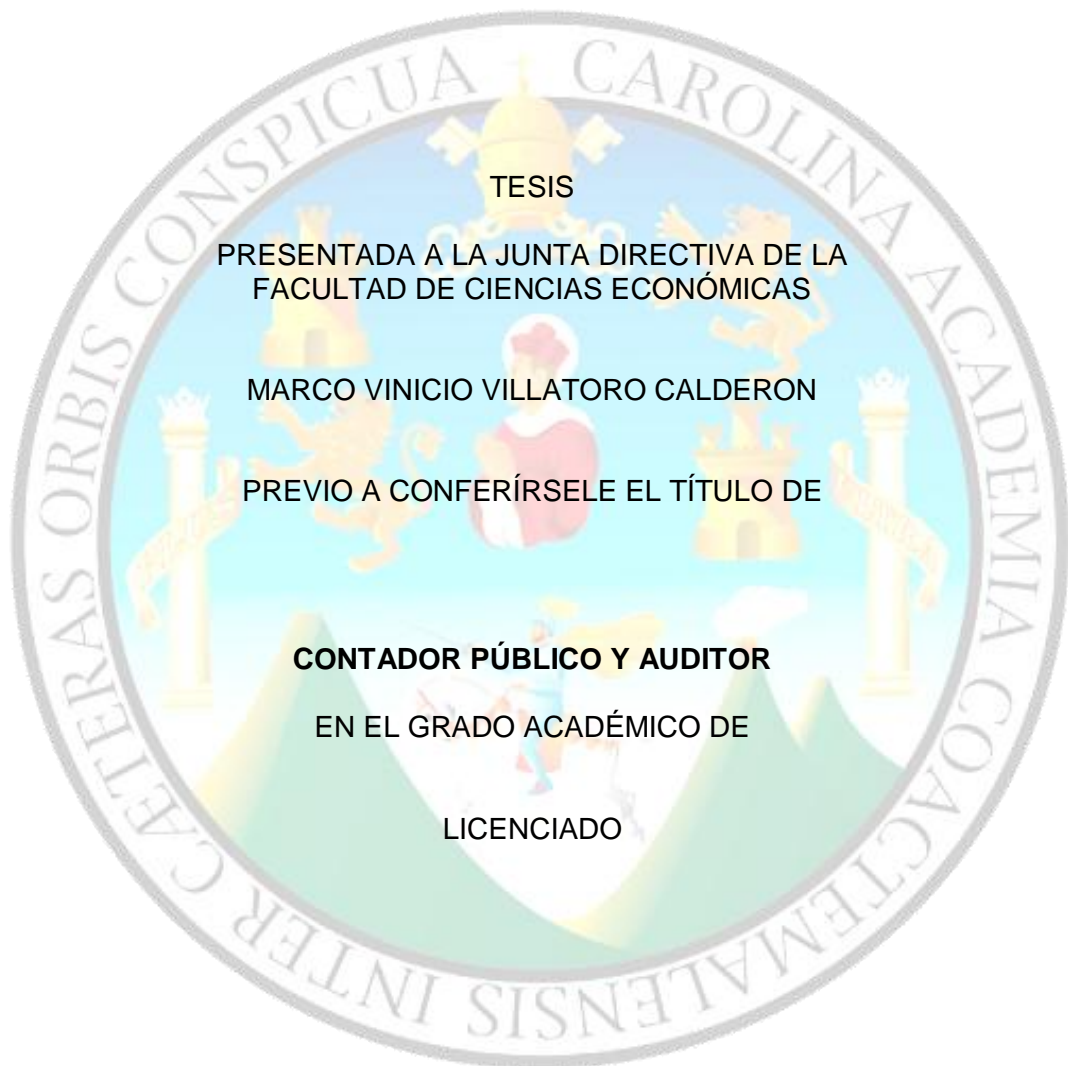 TESIS
PRESENTADA A LA JUNTA DIRECTIVA DE LA
FACULTAD DE CIENCIAS ECONÓMICAS
MARCO VINICIO VILLATORO CALDERON
PREVIO A CONFERÍRSELE EL TÍTULO DE
CONTADOR PÚBLICO Y AUDITOR
EN EL GRADO ACADÉMICO DE
LICENCIADO
CAROLINA ACADEMIA COACTEMALENSIS INTER CÆTERAS ORBIS CONSPICUA